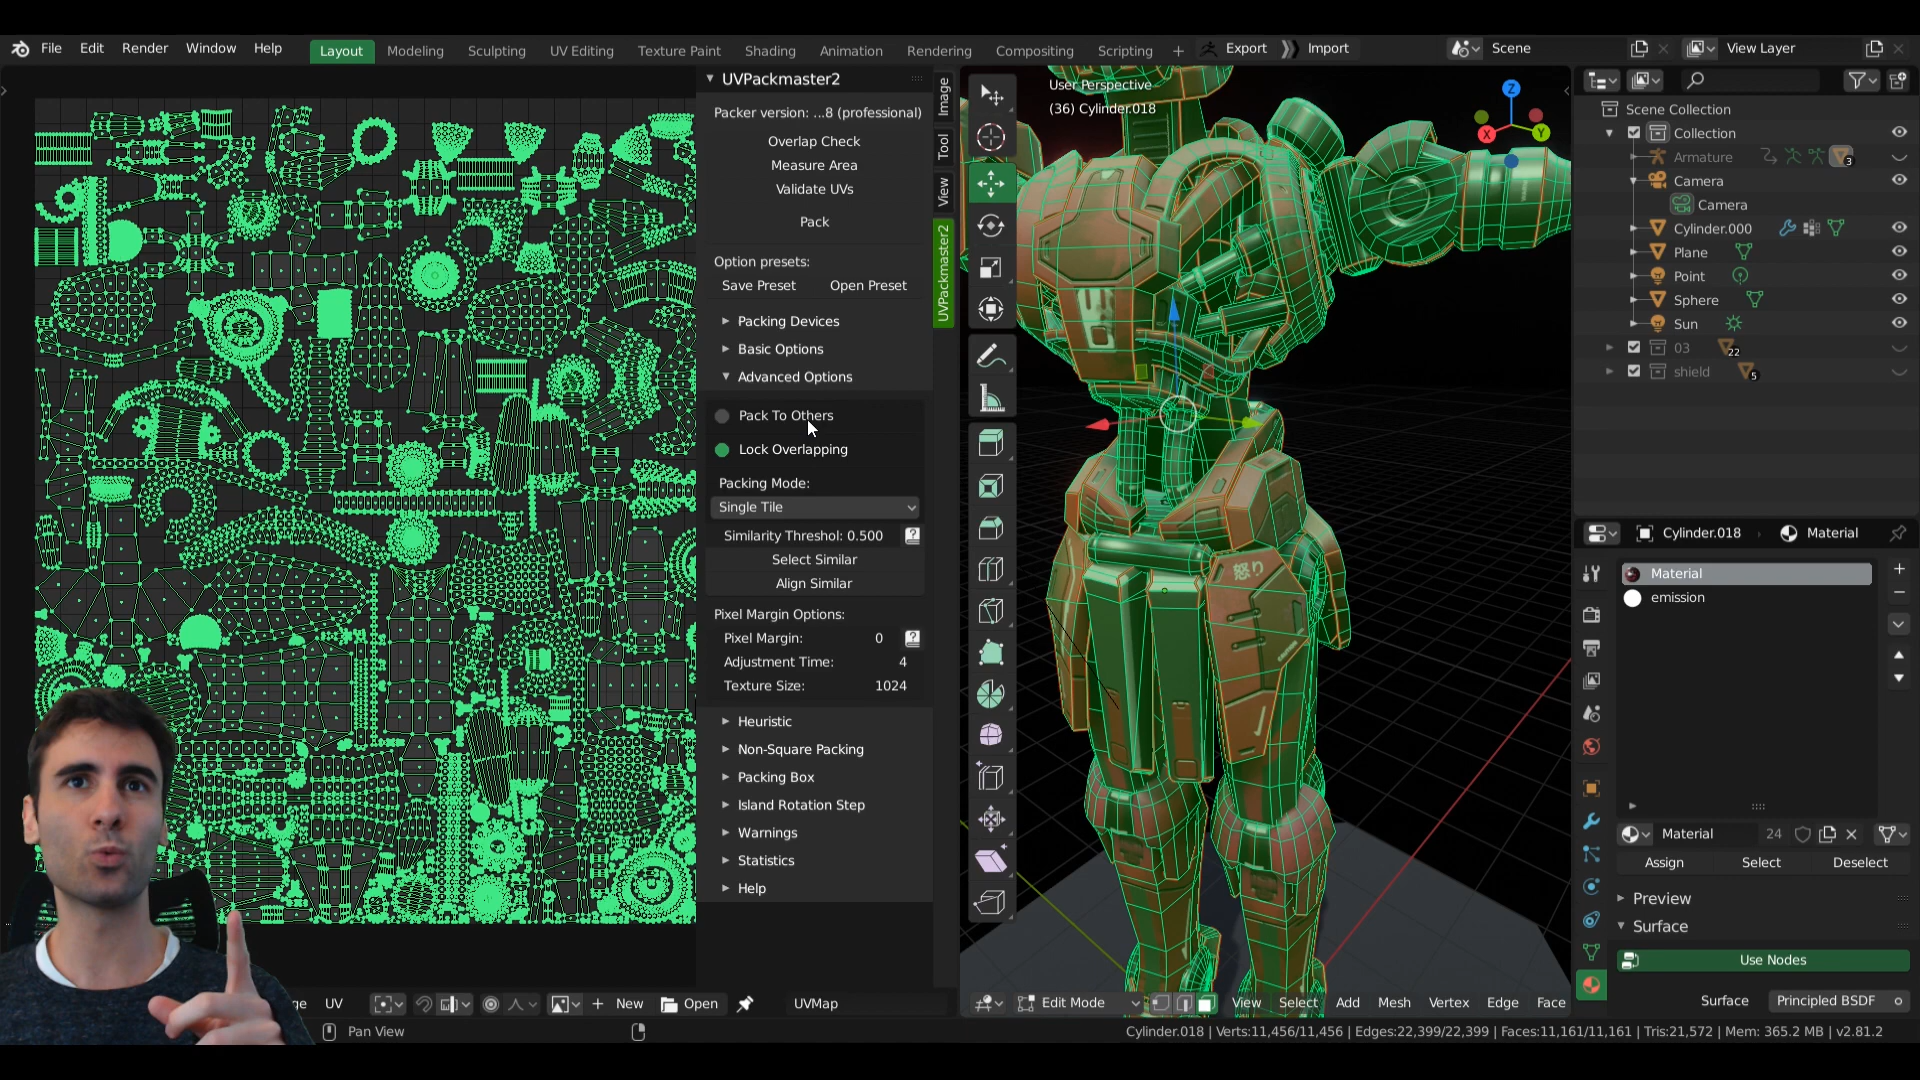 File Edit Render Window Help
Layout Modeling Sculpting UV Editing Texture Paint Shading Animation Rendering Compositing Scripting +
Export Import
Scene
View Layer
UVPackmaster2
Packer version: ...8 (professional)
Overlap Check
Measure Area
Validate UVs
Pack
Option presets:
Save Preset Open Preset
Packing Devices
Basic Options
Advanced Options
Pack To Others
Lock Overlapping
Packing Mode:
Single Tile
Similarity Threshol: 0.500
Select Similar
Align Similar
Pixel Margin Options:
Pixel Margin: 0
Adjustment Time: 4
Texture Size: 1024
Heuristic
Non-Square Packing
Packing Box
Island Rotation Step
Warnings
Statistics
Help
Image
Tool
View
UVPackmaster2
User Perspective
(36) Cylinder.018
Z
X
Y
怒り
Scene Collection
Collection
Armature 3
Camera
Camera
Cylinder.000
Plane
Point
Sphere
Sun
03 22
shield 5
Cylinder.018 Material
Material
emission
Material 24
Assign Select Deselect
Preview
Surface
Use Nodes
Surface Principled BSDF
ge UV
New Open UVMap
Edit Mode View Select Add Mesh Vertex Edge Face
Pan View
Cylinder.018 | Verts:11,456/11,456 | Edges:22,399/22,399 | Faces:11,161/11,161 | Tris:21,572 | Mem: 365.2 MB | v2.81.2